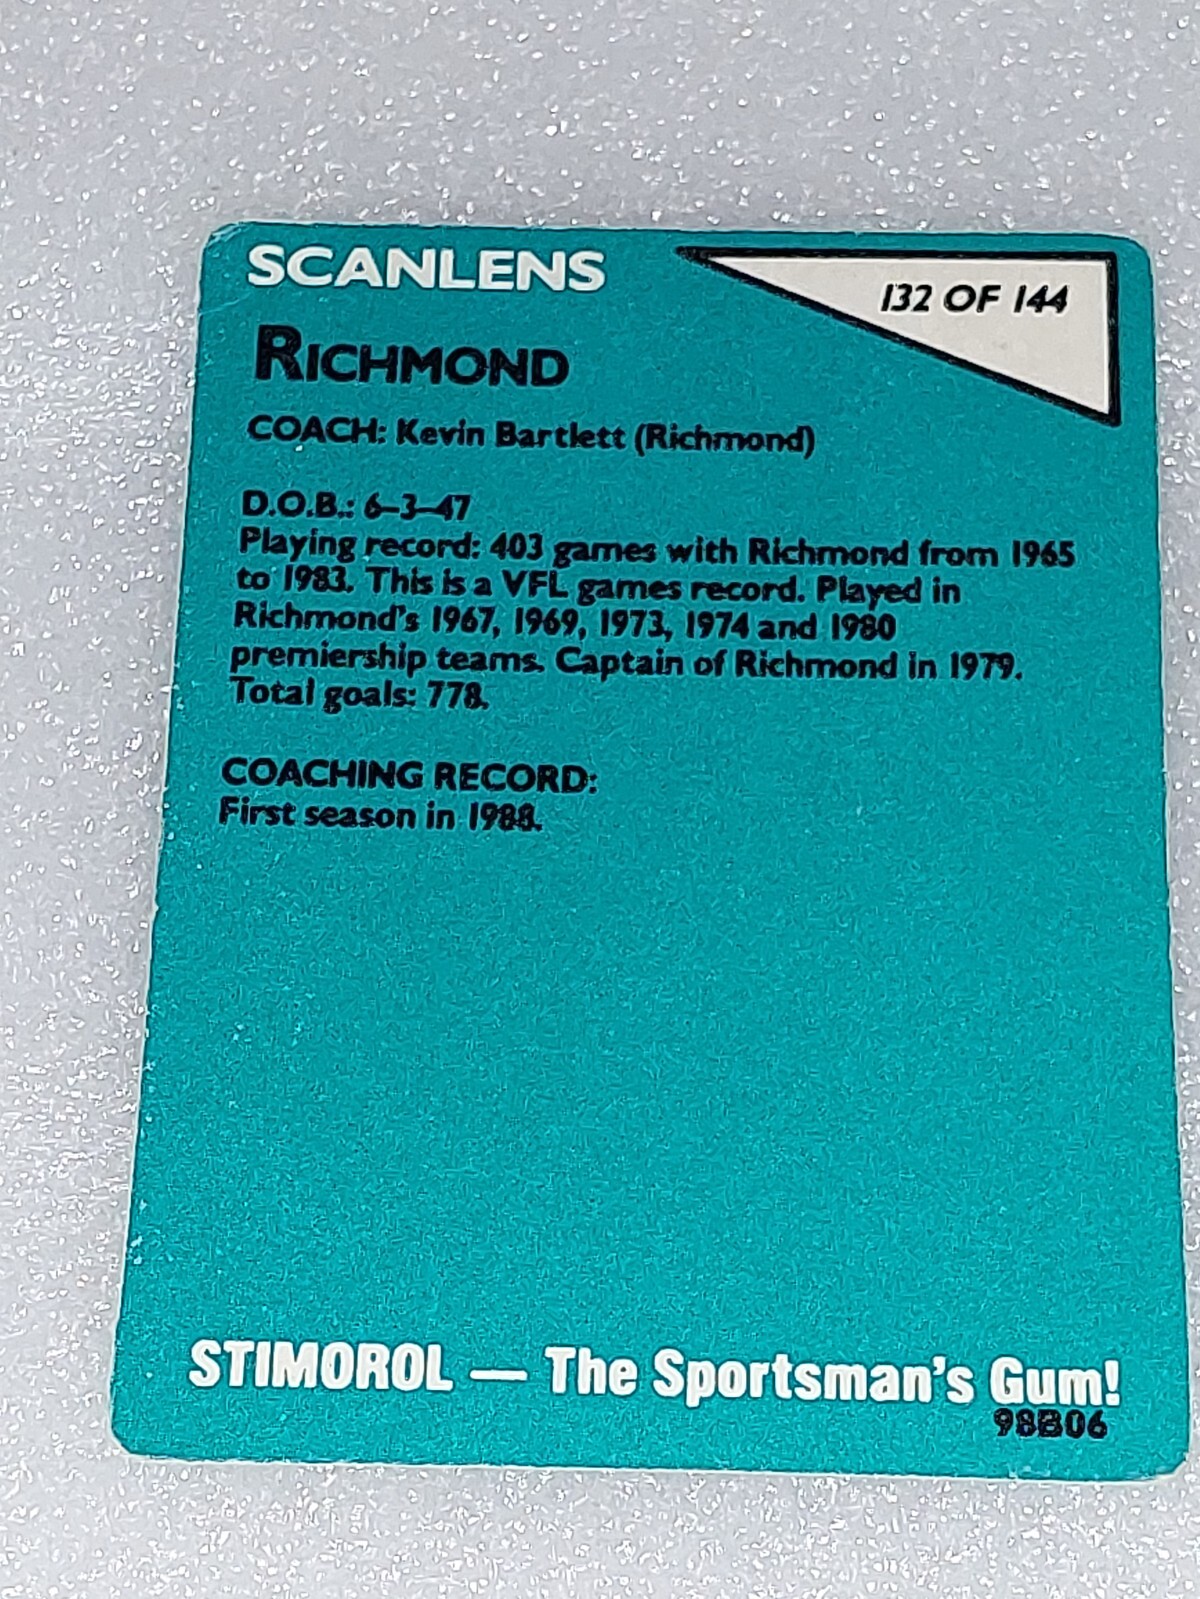 SCANLENS
132 OF 144
RICHMOND
COACH: Kevin Bartlett (Richmond)
D.O.B.: 6–3–47
Playing record: 403 games with Richmond from 1965
to 1983. This is a VFL games record. Played in
Richmond's 1967, 1969, 1973, 1974 and 1980
premiership teams. Captain of Richmond in 1979.
Total goals: 778.
COACHING RECORD:
First season in 1988.
STIMOROL — The Sportsman's Gum!
98B06